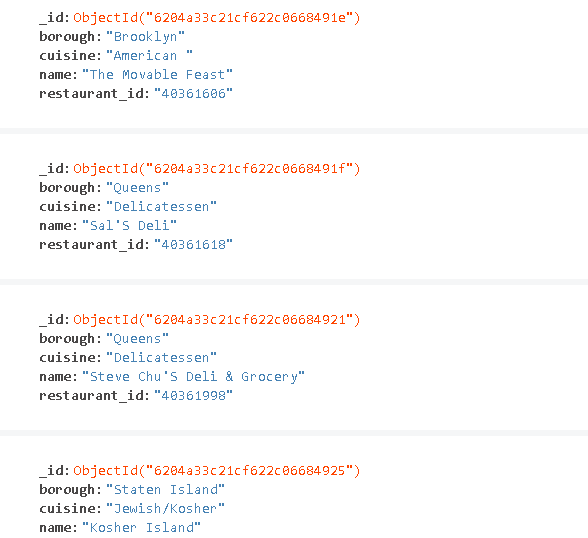 _id: ObjectId("6204a33c21cf622c0668491e")
borough: "Brooklyn"
cuisine: "American "
name: "The Movable Feast"
restaurant_id: "40361606"
_id: ObjectId("6204a33c21cf622c0668491f")
borough: "Queens"
cuisine: "Delicatessen"
name: "Sal'S Deli"
restaurant_id: "40361618"
_id: ObjectId("6204a33c21cf622c06684921")
borough: "Queens"
cuisine: "Delicatessen"
name: "Steve Chu'S Deli & Grocery"
restaurant_id: "40361998"
_id: ObjectId("6204a33c21cf622c06684925")
borough: "Staten Island"
cuisine: "Jewish/Kosher"
name: "Kosher Island"